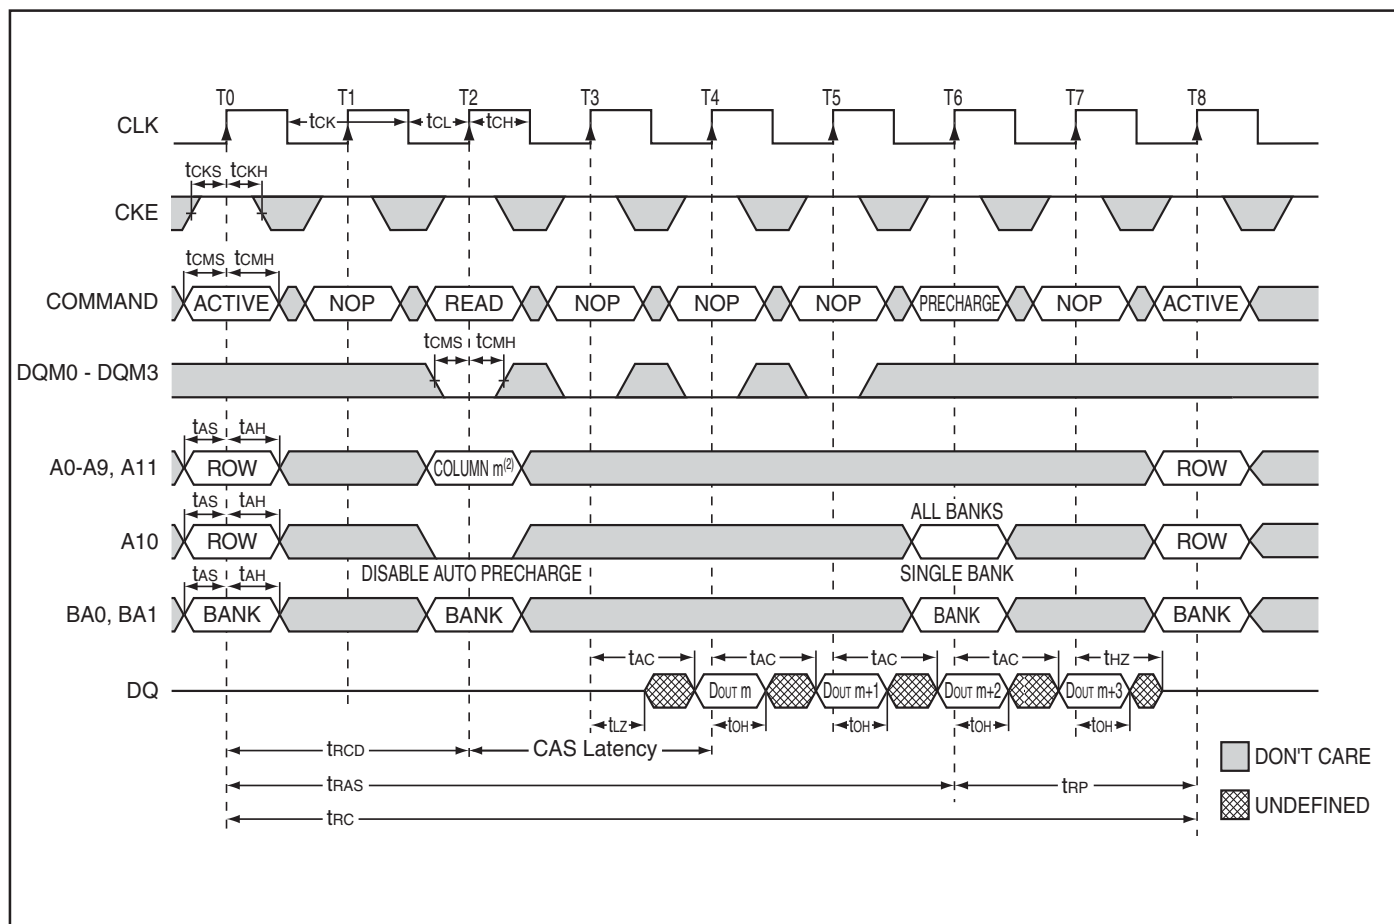 T0 T1 T2 T3 T4 T5 T6 T7 T8
CLK tCK tCL tCH
tCKS tCKH
CKE
tCMS tCMH
COMMAND ACTIVE NOP READ NOP NOP NOP PRECHARGE NOP ACTIVE
tCMS tCMH
DQM0 - DQM3
tAS tAH
A0-A9, A11 ROW COLUMN m(2) ROW
tAS tAH ALL BANKS
A10 ROW ROW
DISABLE AUTO PRECHARGE SINGLE BANK
tAS tAH
BA0, BA1 BANK BANK BANK BANK
tAC tAC tAC tAC tHZ
DQ DOUT m DOUT m+1 DOUT m+2 DOUT m+3
tLZ tOH tOH tOH tOH
tRCD CAS Latency
DON'T CARE
tRAS tRP
UNDEFINED
tRC